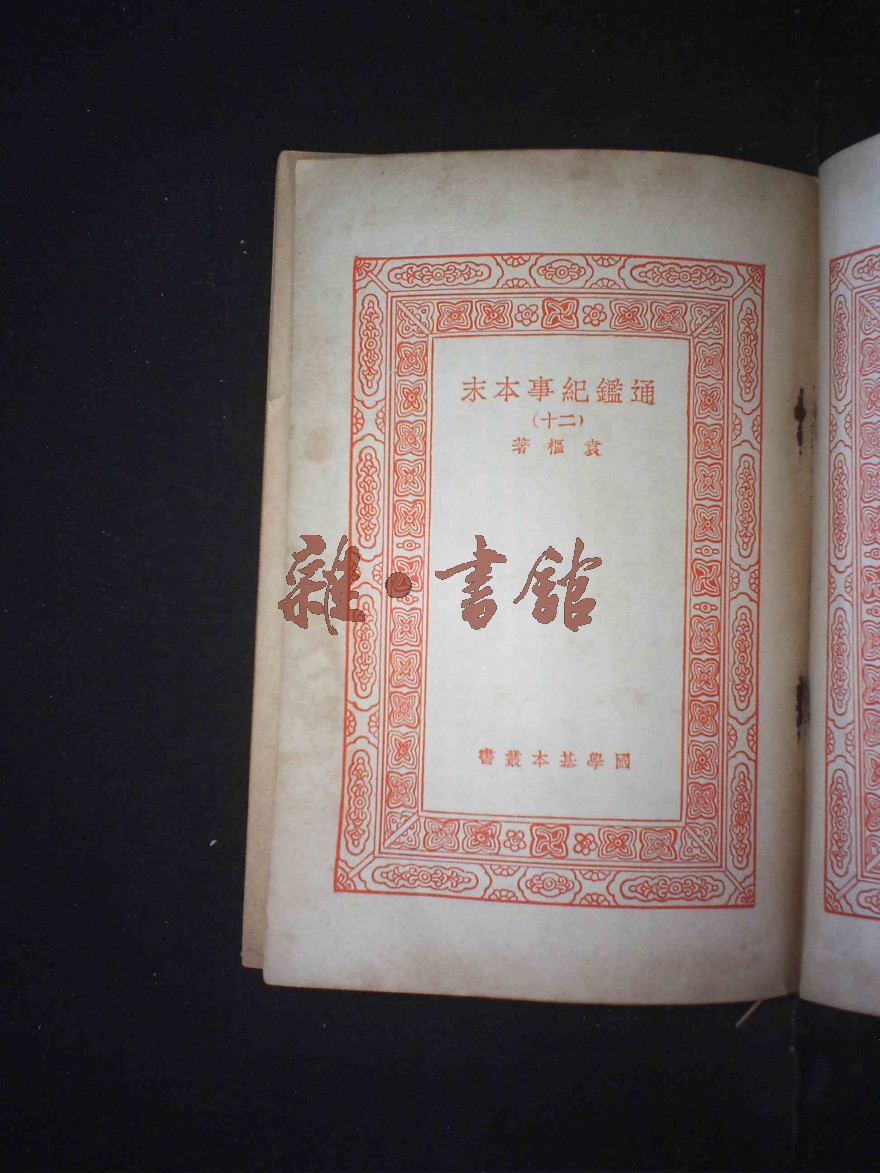 通鑑紀事本末
（二十）
袁樞著
雜·書館
國學基本叢書